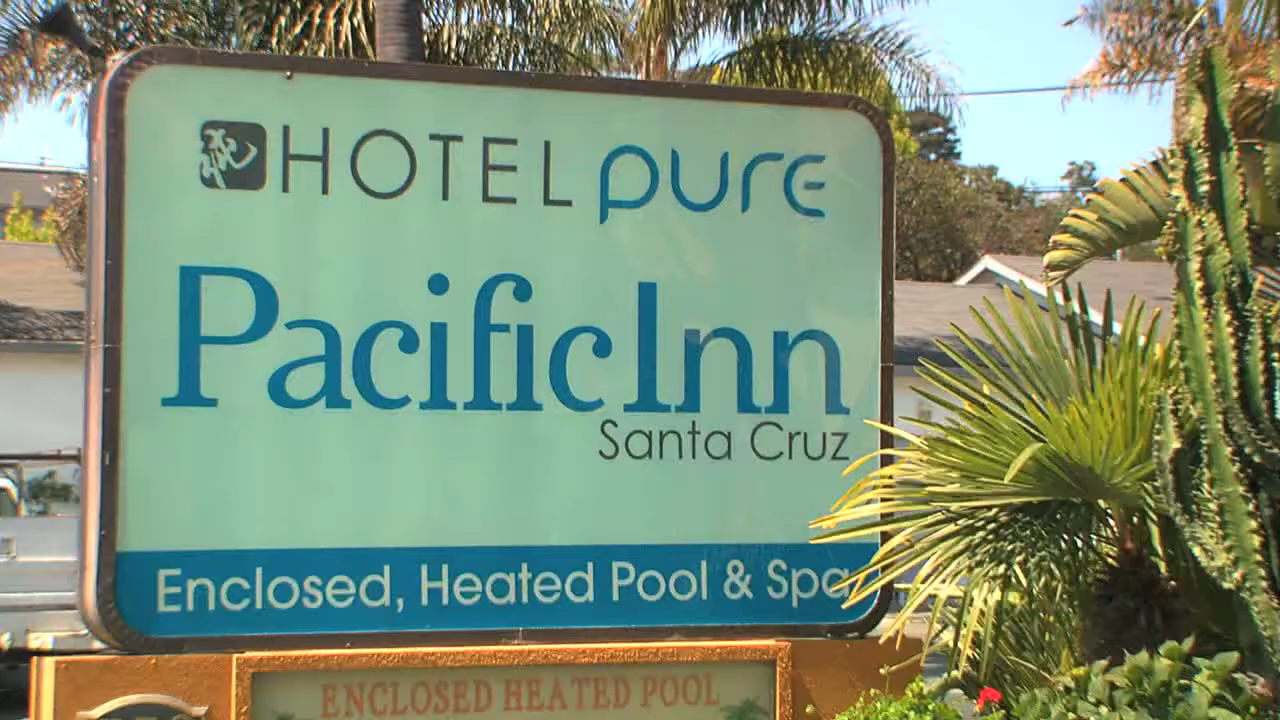 HOTEL PURE
PacificInn
Santa Cruz
Enclosed, Heated Pool & Spa
ENCLOSED HEATED POOL